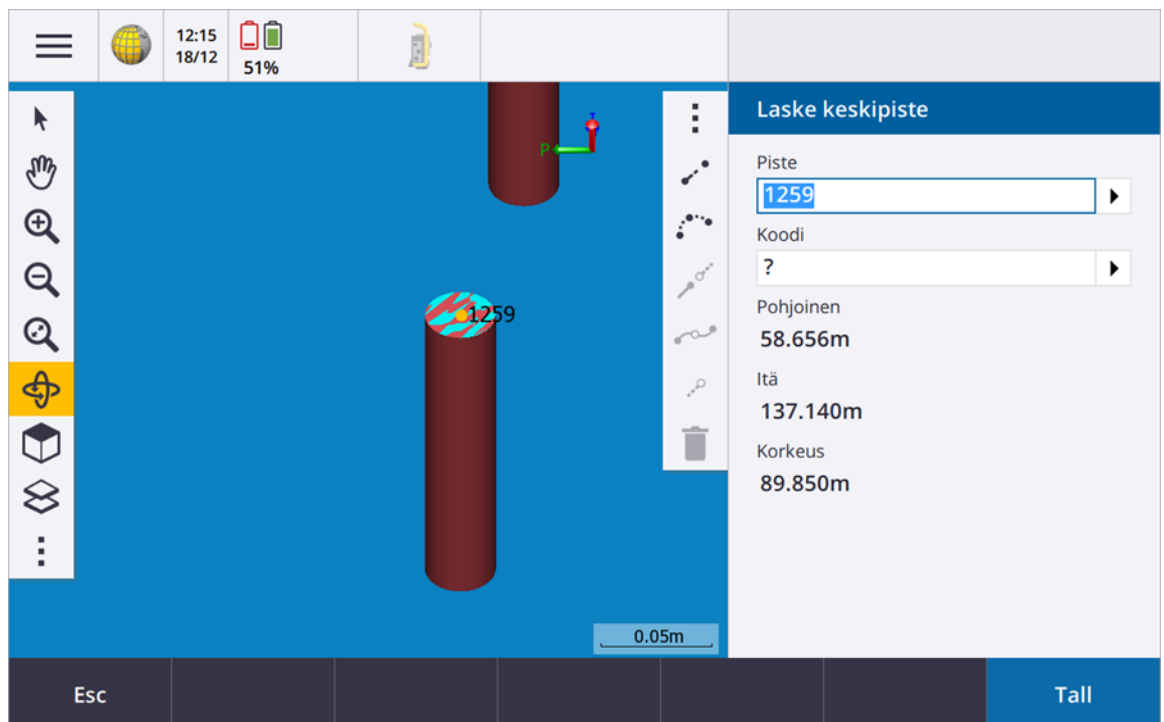 12:15
18/12
51%
P
1259
0.05m
Laske keskipiste
Piste
1259
Koodi
?
Pohjoinen
58.656m
Itä
137.140m
Korkeus
89.850m
Esc
Tall